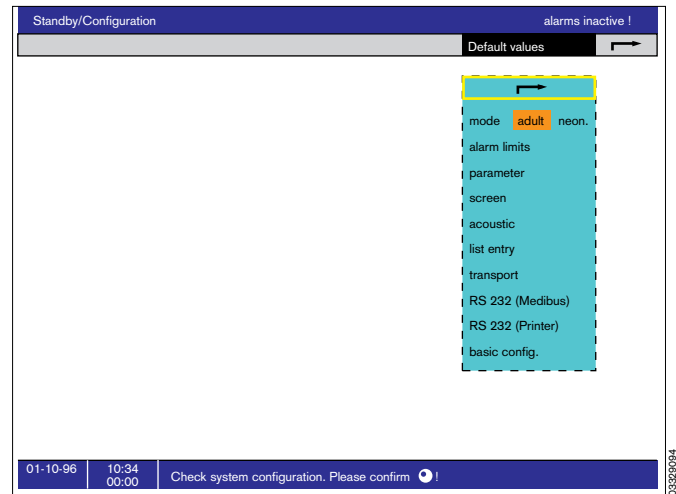 Standby/Configuration alarms inactive !
Default values
mode adult neon.
alarm limits
parameter
screen
acoustic
list entry
transport
RS 232 (Medibus)
RS 232 (Printer)
basic config.
01-10-96 10:34
00:00
Check system configuration. Please confirm !
03329094